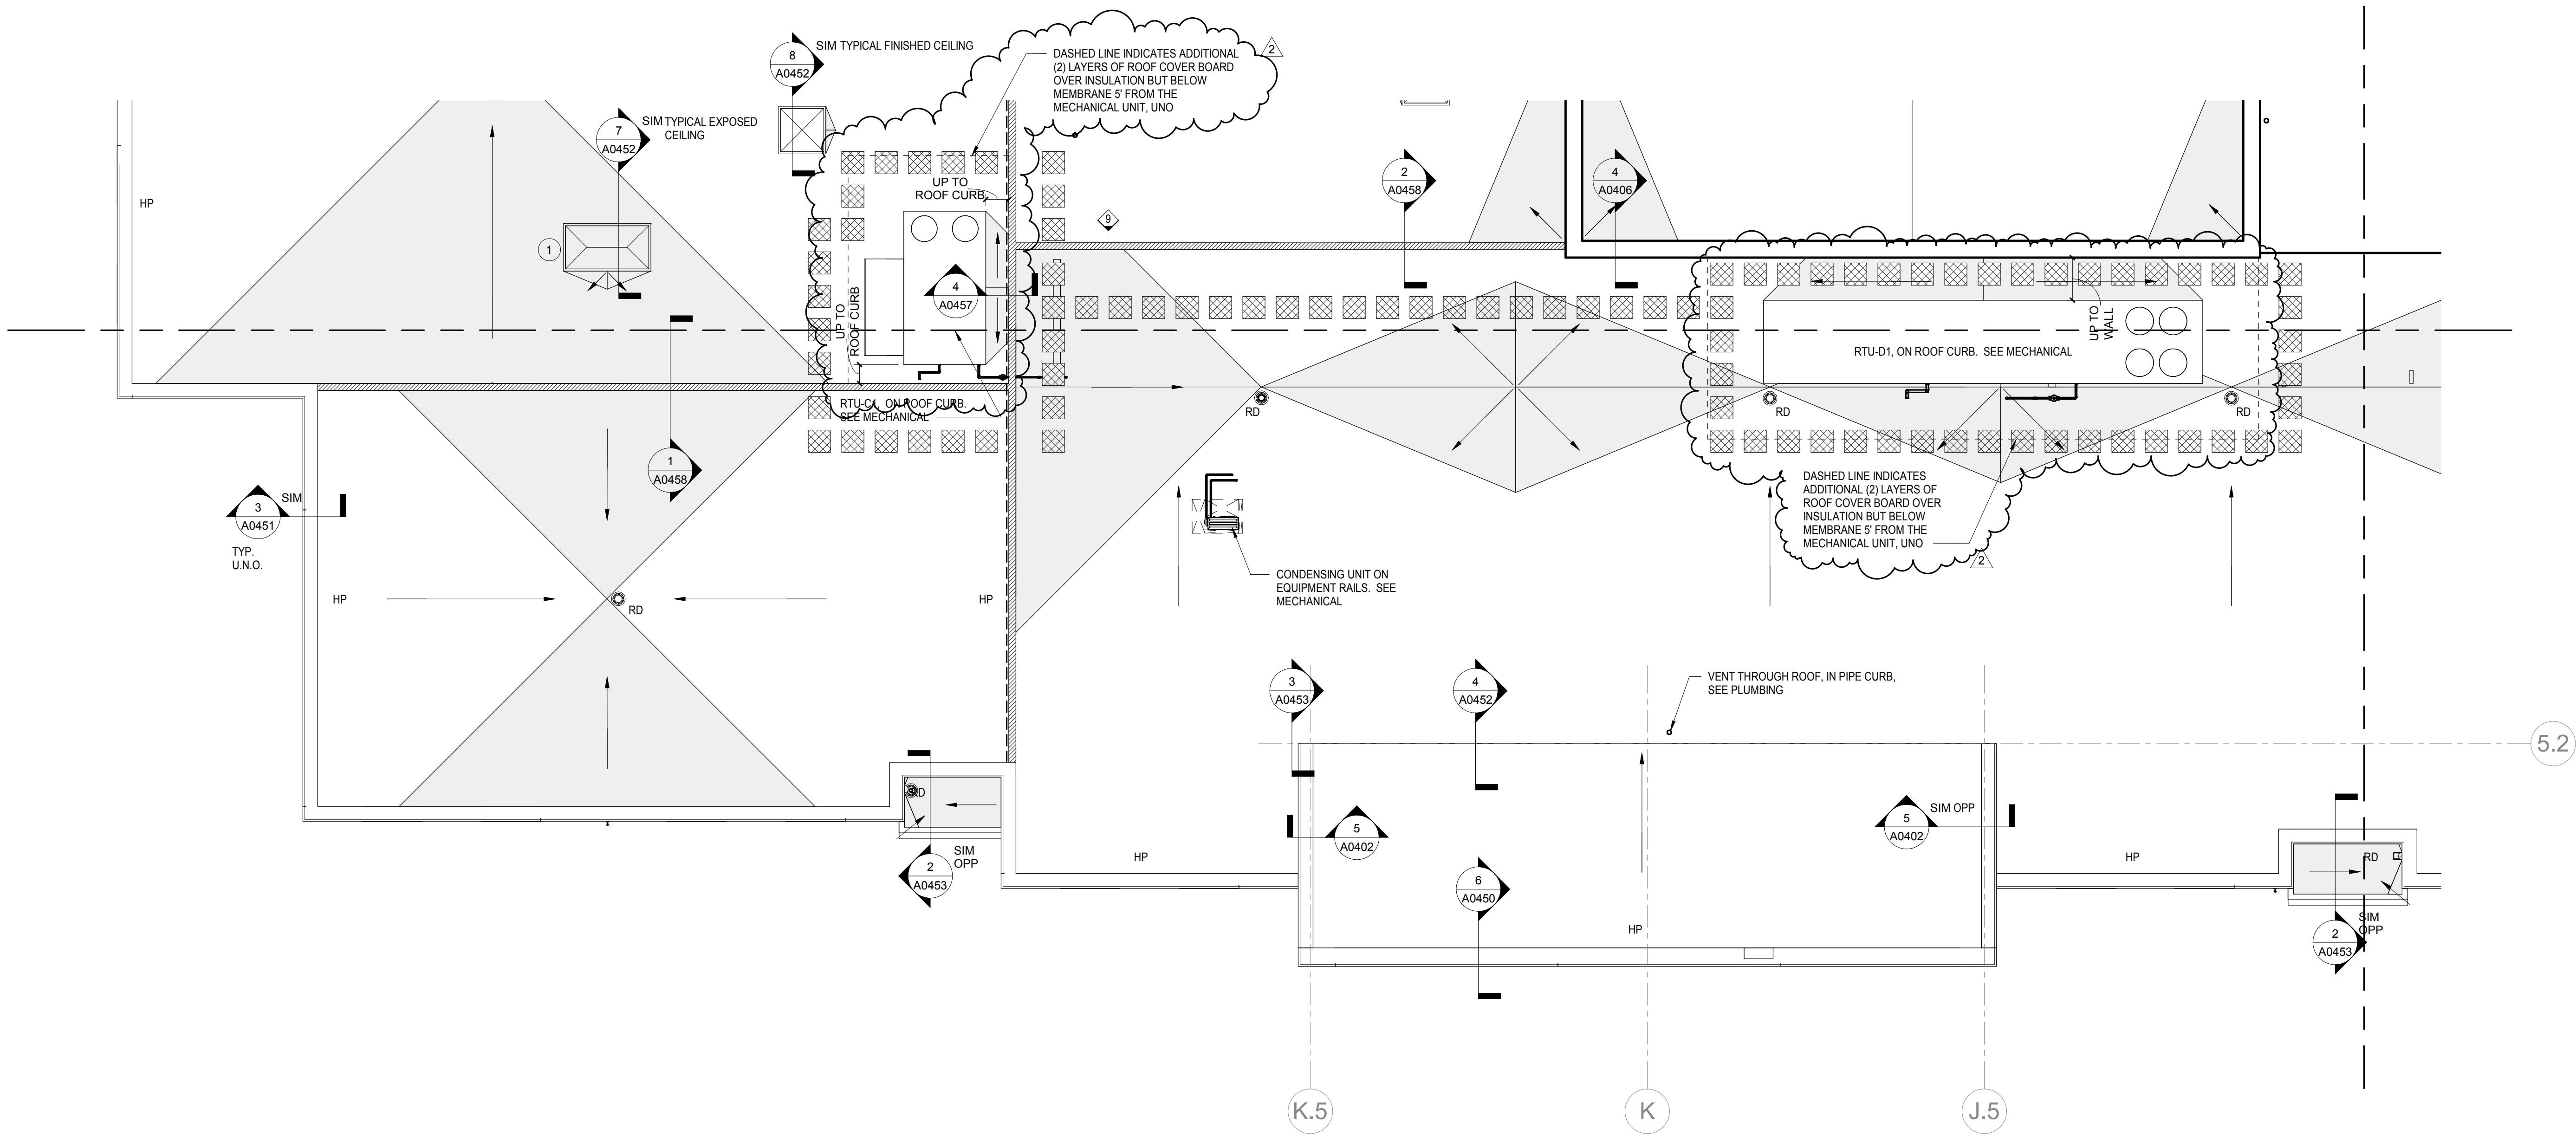 8
A0452
SIM TYPICAL FINISHED CEILING
DASHED LINE INDICATES ADDITIONAL
(2) LAYERS OF ROOF COVER BOARD
OVER INSULATION BUT BELOW
MEMBRANE 5' FROM THE
MECHANICAL UNIT, UNO
2
7
A0452
SIM TYPICAL EXPOSED
CEILING
HP
UP TO
ROOF CURB
2
A0458
4
A0406
9
1
4
A0457
UP TO
ROOF CURB
UP TO
WALL
RTU-D1, ON ROOF CURB. SEE MECHANICAL
RTU-C1, ON ROOF CURB.
SEE MECHANICAL
RD
RD
RD
1
A0458
3
A0451
SIM
TYP.
U.N.O.
DASHED LINE INDICATES
ADDITIONAL (2) LAYERS OF
ROOF COVER BOARD OVER
INSULATION BUT BELOW
MEMBRANE 5' FROM THE
MECHANICAL UNIT, UNO
2
CONDENSING UNIT ON
EQUIPMENT RAILS. SEE
MECHANICAL
HP
RD
HP
3
A0453
4
A0452
VENT THROUGH ROOF, IN PIPE CURB,
SEE PLUMBING
5.2
RD
5
A0402
5
A0402
SIM OPP
SIM
OPP
2
A0453
HP
6
A0450
HP
HP
RD
SIM
OPP
2
A0453
K.5
K
J.5